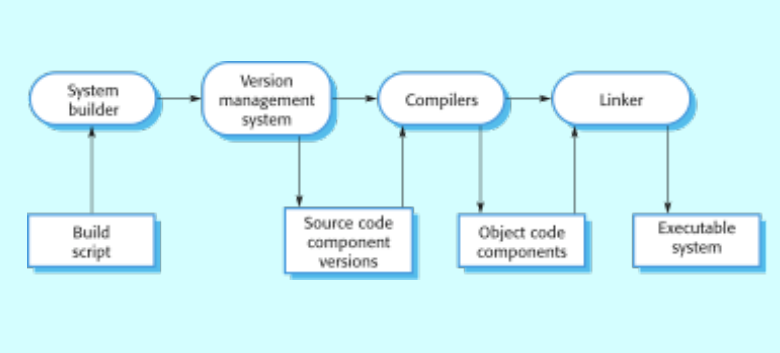 System
builder
Version
management
system
Compilers
Linker
Build
script
Source code
component
versions
Object code
components
Executable
system